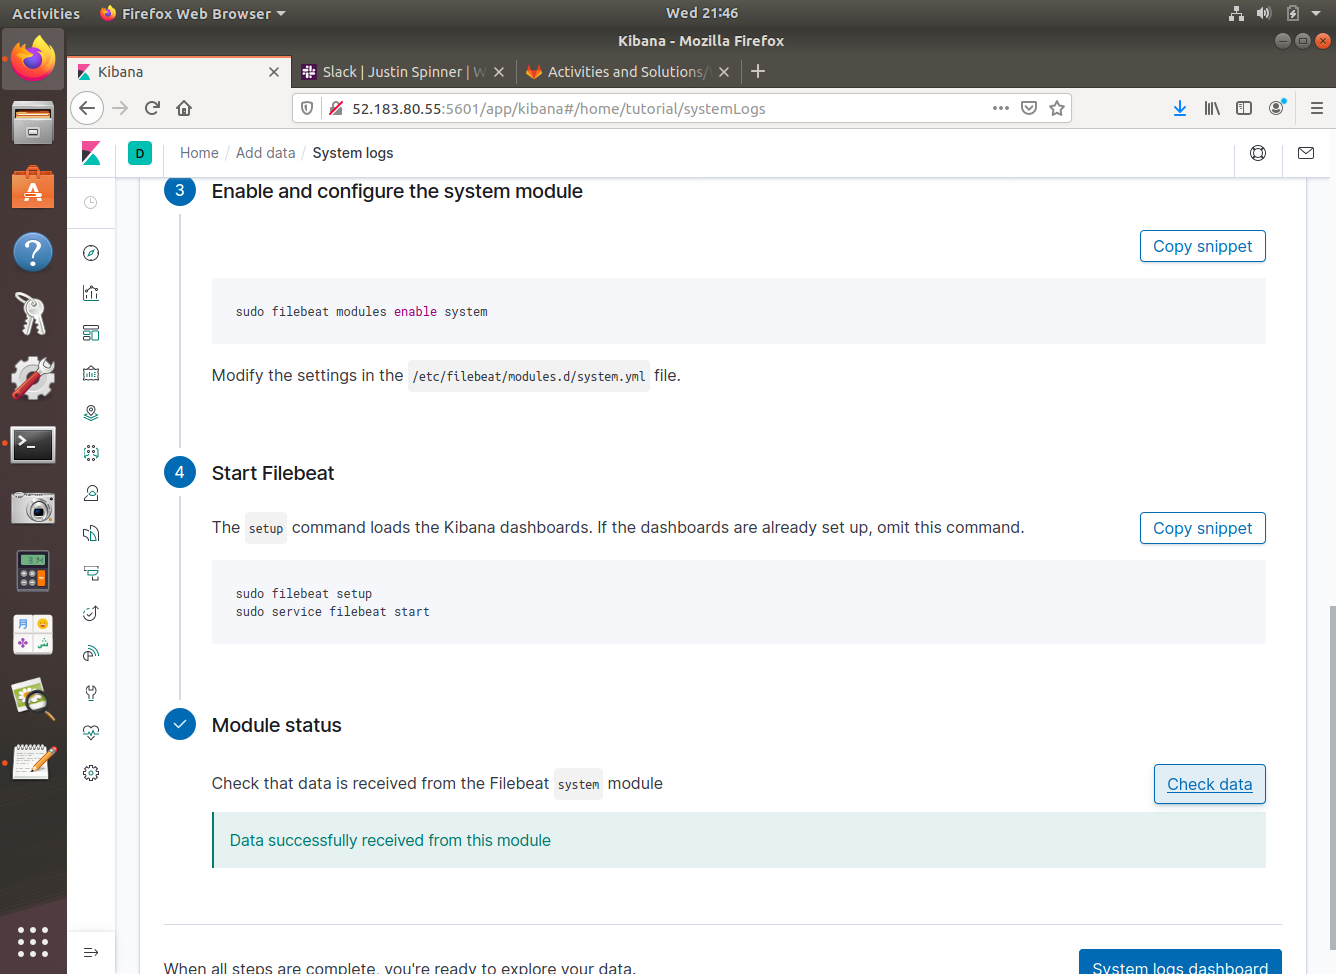 Activities
Firefox Web Browser
Wed 21:46
Kibana - Mozilla Firefox
Kibana
Slack | Justin Spinner | W
Activities and Solutions/
52.183.80.55:5601/app/kibana#/home/tutorial/systemLogs
D
Home / Add data / System logs
3 Enable and configure the system module
Copy snippet
sudo filebeat modules enable system
Modify the settings in the /etc/filebeat/modules.d/system.yml file.
4 Start Filebeat
The setup command loads the Kibana dashboards. If the dashboards are already set up, omit this command.
Copy snippet
sudo filebeat setup
sudo service filebeat start
Module status
Check that data is received from the Filebeat system module
Check data
Data successfully received from this module
When all steps are complete, you're ready to explore your data.
System logs dashboard